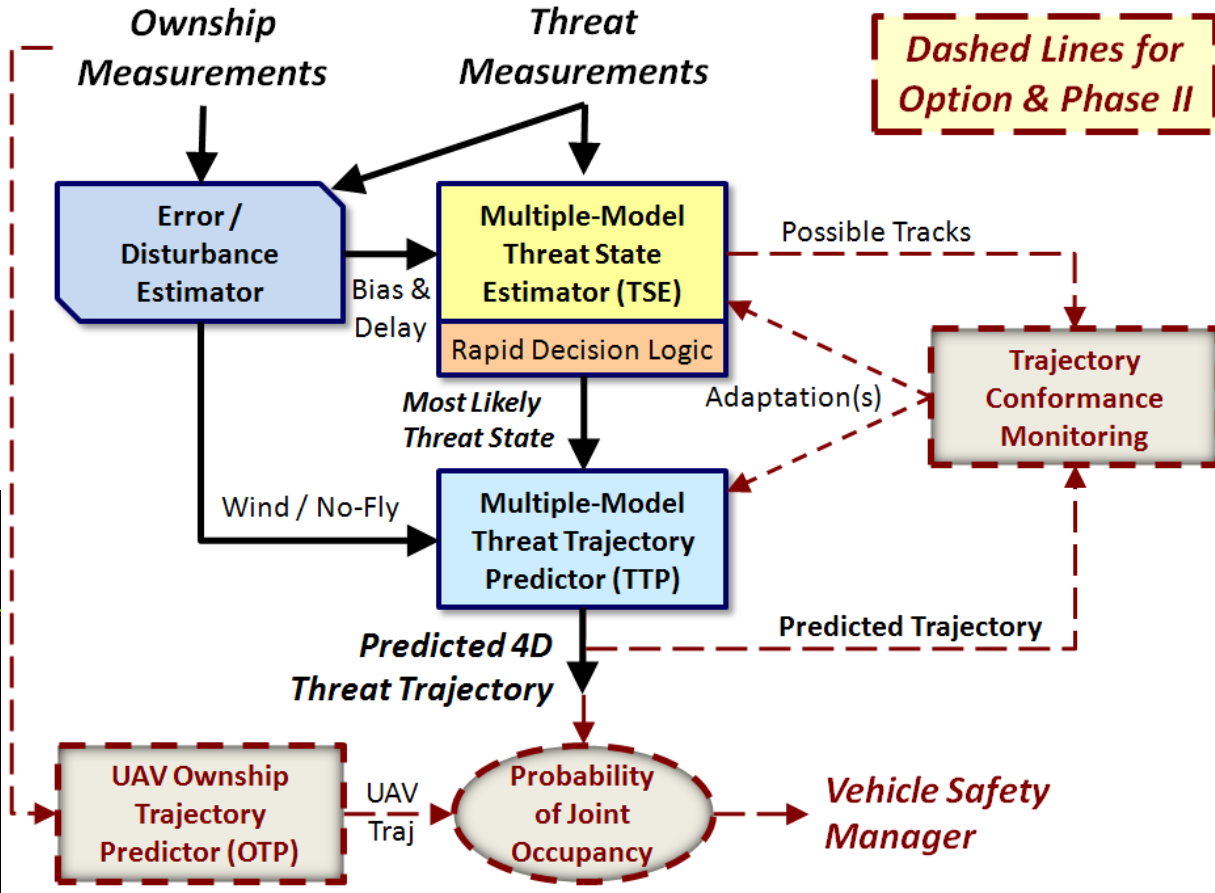 Ownship
Measurements
Threat
Measurements
Dashed Lines for
Option & Phase II
Error /
Disturbance
Estimator
Bias &
Delay
Multiple-Model
Threat State
Estimator (TSE)
Rapid Decision Logic
Possible Tracks
Trajectory
Conformance
Monitoring
Adaptation(s)
Most Likely
Threat State
Wind / No-Fly
Multiple-Model
Threat Trajectory
Predictor (TTP)
Predicted Trajectory
Predicted 4D
Threat Trajectory
UAV Ownship
Trajectory
Predictor (OTP)
UAV
Traj
Probability
of Joint
Occupancy
Vehicle Safety
Manager